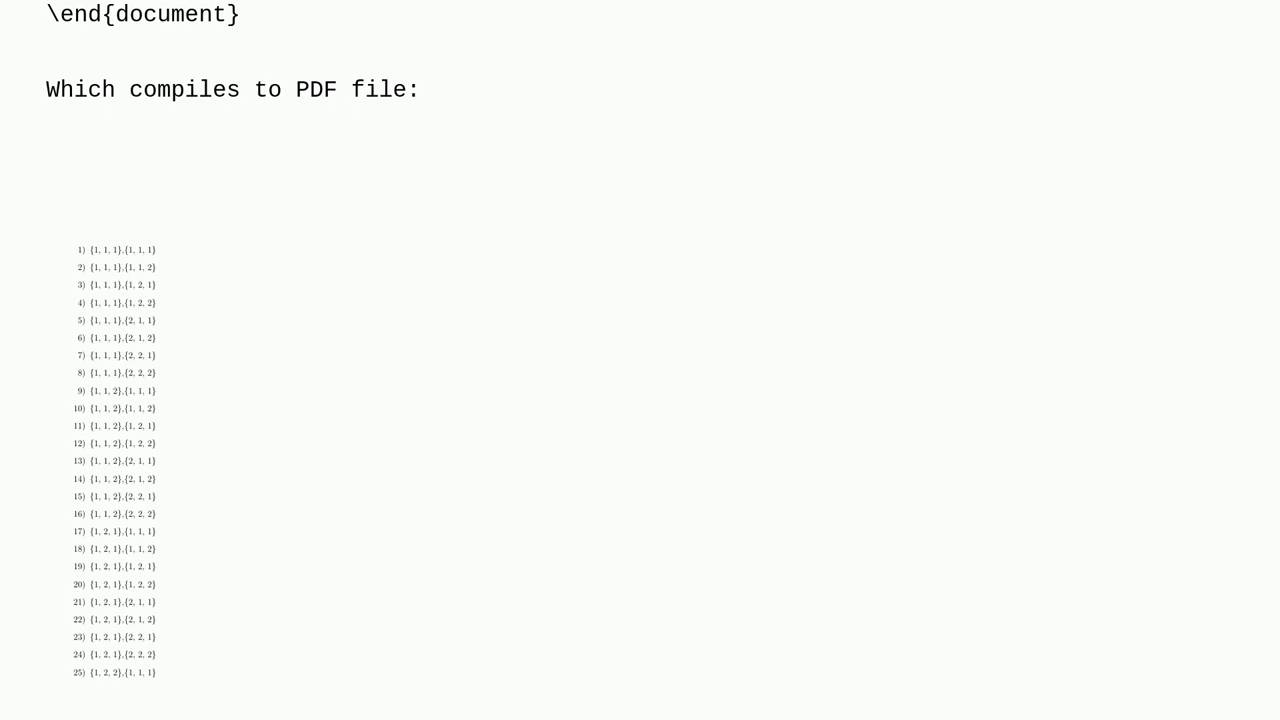 \end{document}
Which compiles to PDF file:
1) {1, 1, 1},{1, 1, 1}
2) {1, 1, 1},{1, 1, 2}
3) {1, 1, 1},{1, 2, 1}
4) {1, 1, 1},{1, 2, 2}
5) {1, 1, 1},{2, 1, 1}
6) {1, 1, 1},{2, 1, 2}
7) {1, 1, 1},{2, 2, 1}
8) {1, 1, 1},{2, 2, 2}
9) {1, 1, 2},{1, 1, 1}
10) {1, 1, 2},{1, 1, 2}
11) {1, 1, 2},{1, 2, 1}
12) {1, 1, 2},{1, 2, 2}
13) {1, 1, 2},{2, 1, 1}
14) {1, 1, 2},{2, 1, 2}
15) {1, 1, 2},{2, 2, 1}
16) {1, 1, 2},{2, 2, 2}
17) {1, 2, 1},{1, 1, 1}
18) {1, 2, 1},{1, 1, 2}
19) {1, 2, 1},{1, 2, 1}
20) {1, 2, 1},{1, 2, 2}
21) {1, 2, 1},{2, 1, 1}
22) {1, 2, 1},{2, 1, 2}
23) {1, 2, 1},{2, 2, 1}
24) {1, 2, 1},{2, 2, 2}
25) {1, 2, 2},{1, 1, 1}